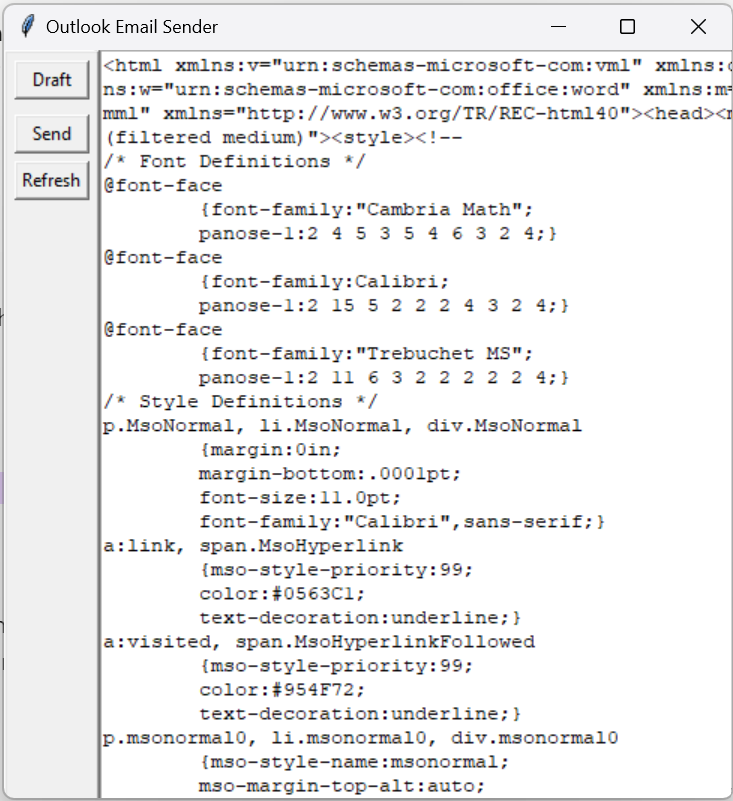 Outlook Email Sender
Draft
Send
Refresh
<html xmlns:v="urn:schemas-microsoft-com:vml" xmlns:
ns:w="urn:schemas-microsoft-com:office:word" xmlns:m=
mml" xmlns="http://www.w3.org/TR/REC-html40"><head><
(filtered medium)"><style><!--
/* Font Definitions */
@font-face
	{font-family:"Cambria Math";
	panose-1:2 4 5 3 5 4 6 3 2 4;}
@font-face
	{font-family:Calibri;
	panose-1:2 15 5 2 2 2 4 3 2 4;}
@font-face
	{font-family:"Trebuchet MS";
	panose-1:2 11 6 3 2 2 2 2 2 4;}
/* Style Definitions */
p.MsoNormal, li.MsoNormal, div.MsoNormal
	{margin:0in;
	margin-bottom:.0001pt;
	font-size:11.0pt;
	font-family:"Calibri",sans-serif;}
a:link, span.MsoHyperlink
	{mso-style-priority:99;
	color:#0563C1;
	text-decoration:underline;}
a:visited, span.MsoHyperlinkFollowed
	{mso-style-priority:99;
	color:#954F72;
	text-decoration:underline;}
p.msonormal0, li.msonormal0, div.msonormal0
	{mso-style-name:msonormal;
	mso-margin-top-alt:auto;